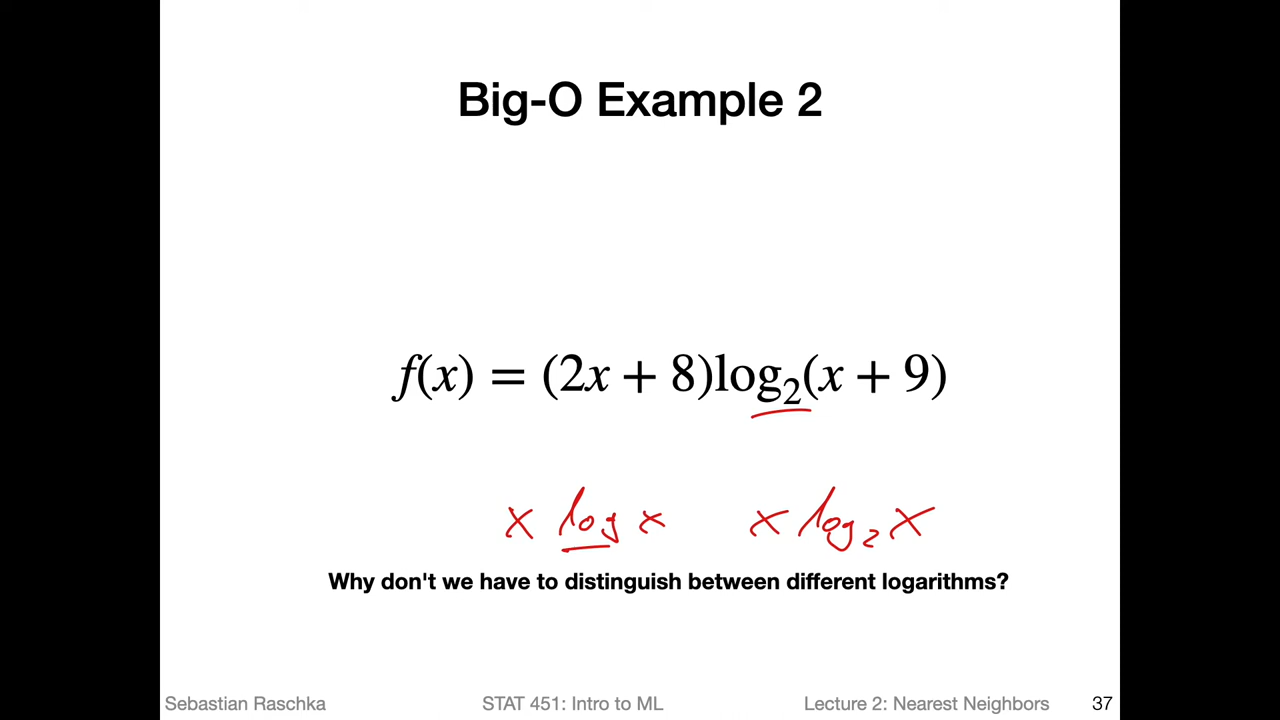 Big-O Example 2
f(x) = (2x + 8)log₂(x + 9)
x log x x log₂ x
Why don't we have to distinguish between different logarithms?
Sebastian Raschka STAT 451: Intro to ML Lecture 2: Nearest Neighbors 37